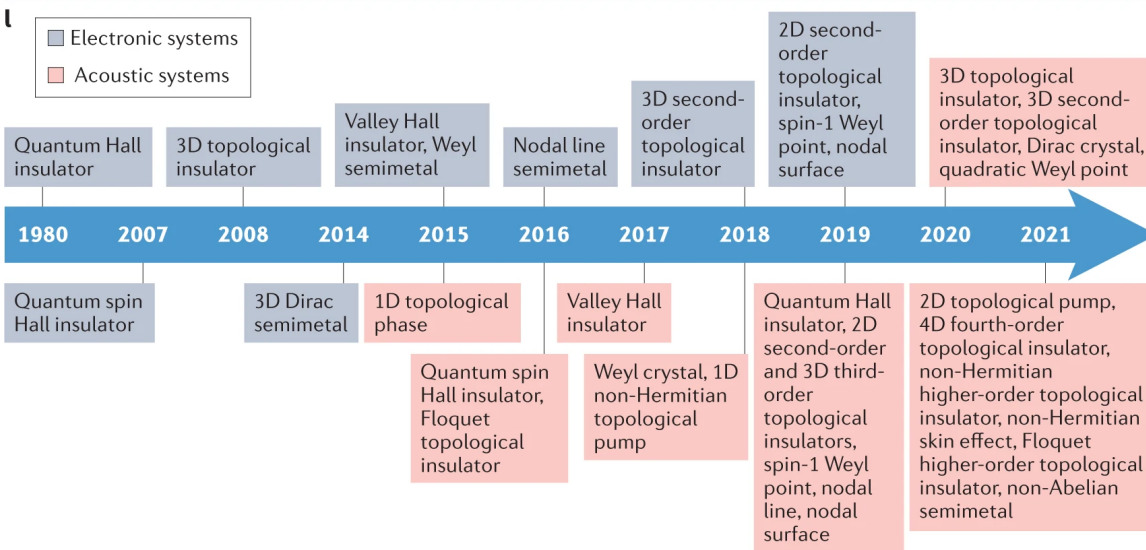 l
Electronic systems
Acoustic systems
Quantum Hall
insulator
3D topological
insulator
Valley Hall
insulator, Weyl
semimetal
Nodal line
semimetal
3D second-
order
topological
insulator
2D second-
order
topological
insulator,
spin-1 Weyl
point, nodal
surface
3D topological
insulator, 3D second-
order topological
insulator, Dirac crystal,
quadratic Weyl point
1980 2007 2008 2014 2015 2016 2017 2018 2019 2020 2021
Quantum spin
Hall insulator
3D Dirac
semimetal
1D topological
phase
Quantum spin
Hall insulator,
Floquet
topological
insulator
Valley Hall
insulator
Weyl crystal, 1D
non-Hermitian
topological
pump
Quantum Hall
insulator, 2D
second-order
and 3D third-
order
topological
insulators,
spin-1 Weyl
point, nodal
line, nodal
surface
2D topological pump,
4D fourth-order
topological insulator,
non-Hermitian
higher-order topological
insulator, non-Hermitian
skin effect, Floquet
higher-order topological
insulator, non-Abelian
semimetal